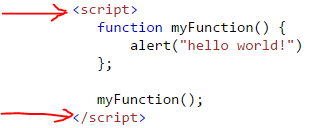 <script>
function myFunction() {
alert("hello world!")
};
myFunction();
</script>